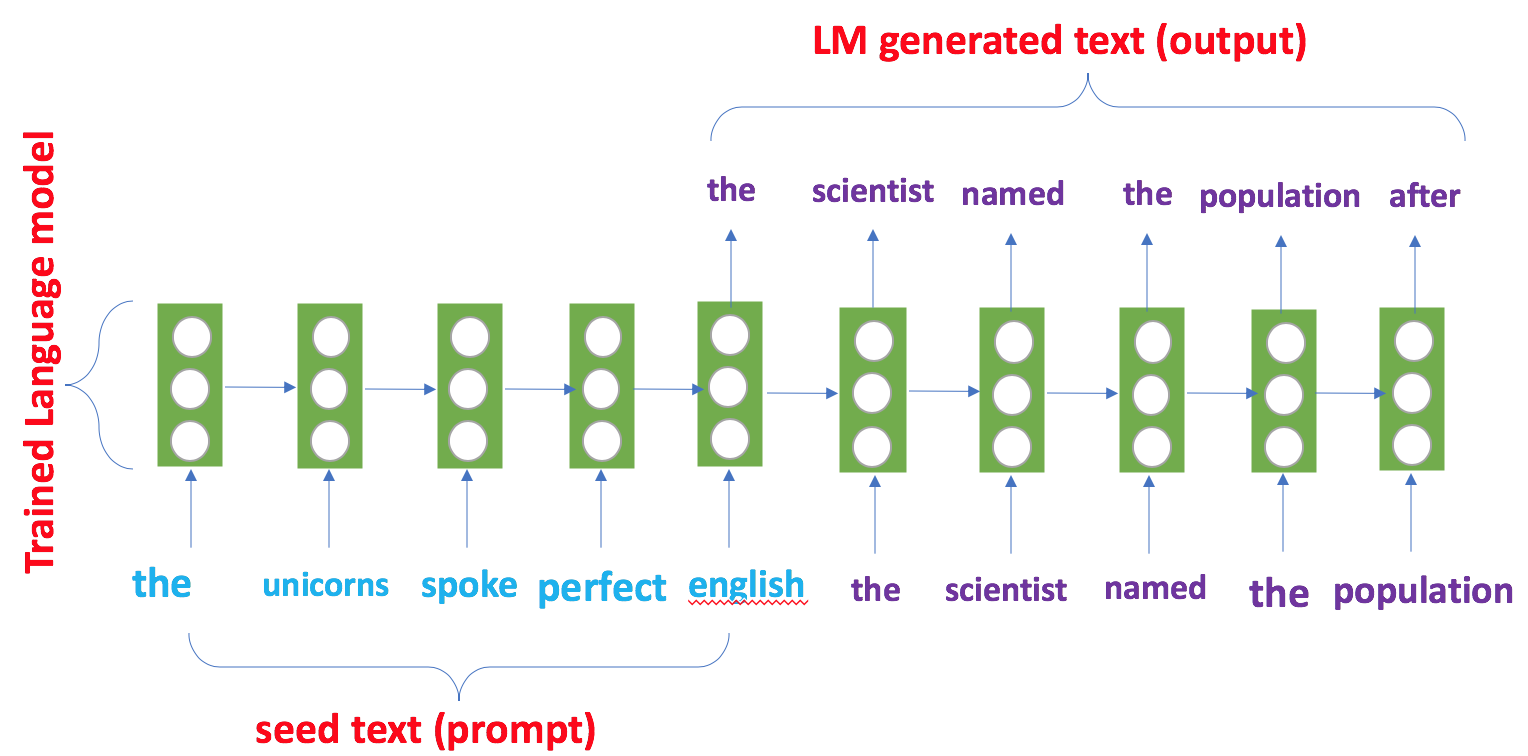 LM generated text (output)
Trained Language model
the scientist named the population after
the unicorns spoke perfect english the scientist named the population
seed text (prompt)